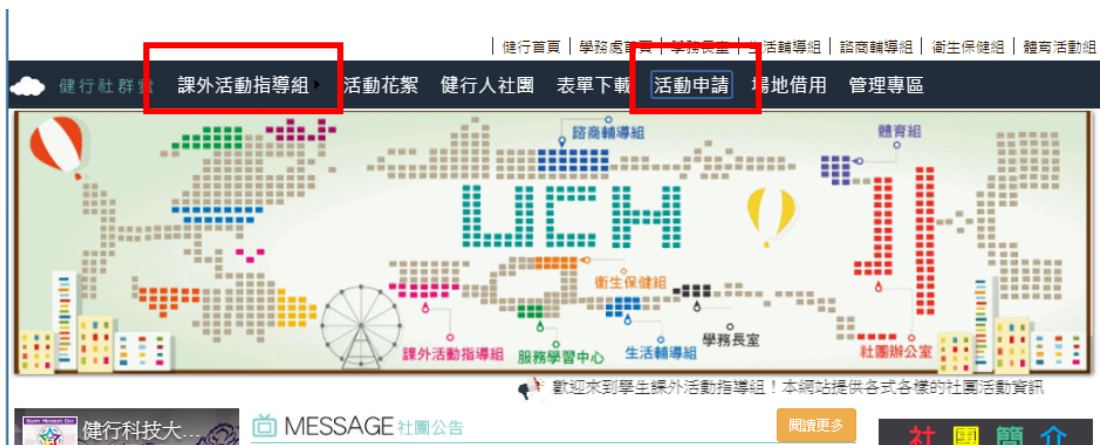 健行首頁 | 學務處首頁 | 學務長室 | 生活輔導組 | 諮商輔導組 | 衛生保健組 | 體育活動組
健行社群 課外活動指導組 活動花絮 健行人社團 表單下載 活動申請 場地借用 管理專區
諮商輔導組
體育組
UCH
衛生保健組
課外活動指導組
服務學習中心
生活輔導組
學務長室
社團辦公室
歡迎來到學生課外活動指導組！本網站提供各式各樣的社團活動資訊
健行科技大...
MESSAGE 社團公告
閱讀更多
社團簡介